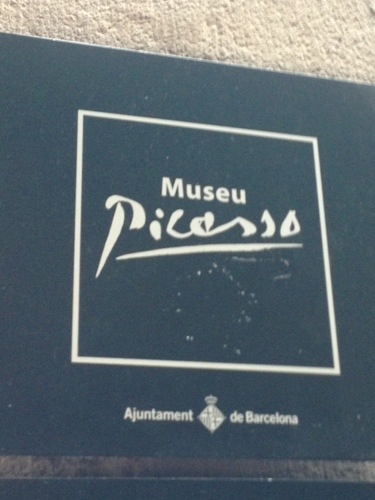 Museu
Picasso
Ajuntament de Barcelona